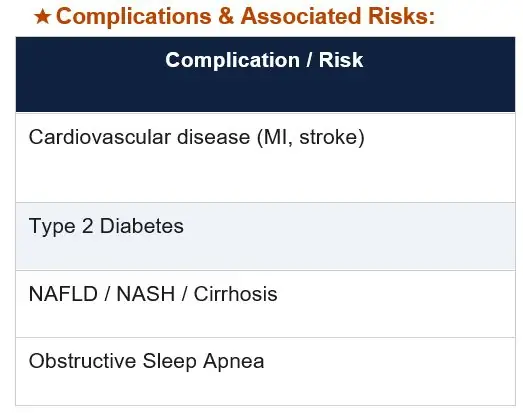 ★ Complications & Associated Risks:
Complication / Risk
Cardiovascular disease (MI, stroke)
Type 2 Diabetes
NAFLD / NASH / Cirrhosis
Obstructive Sleep Apnea